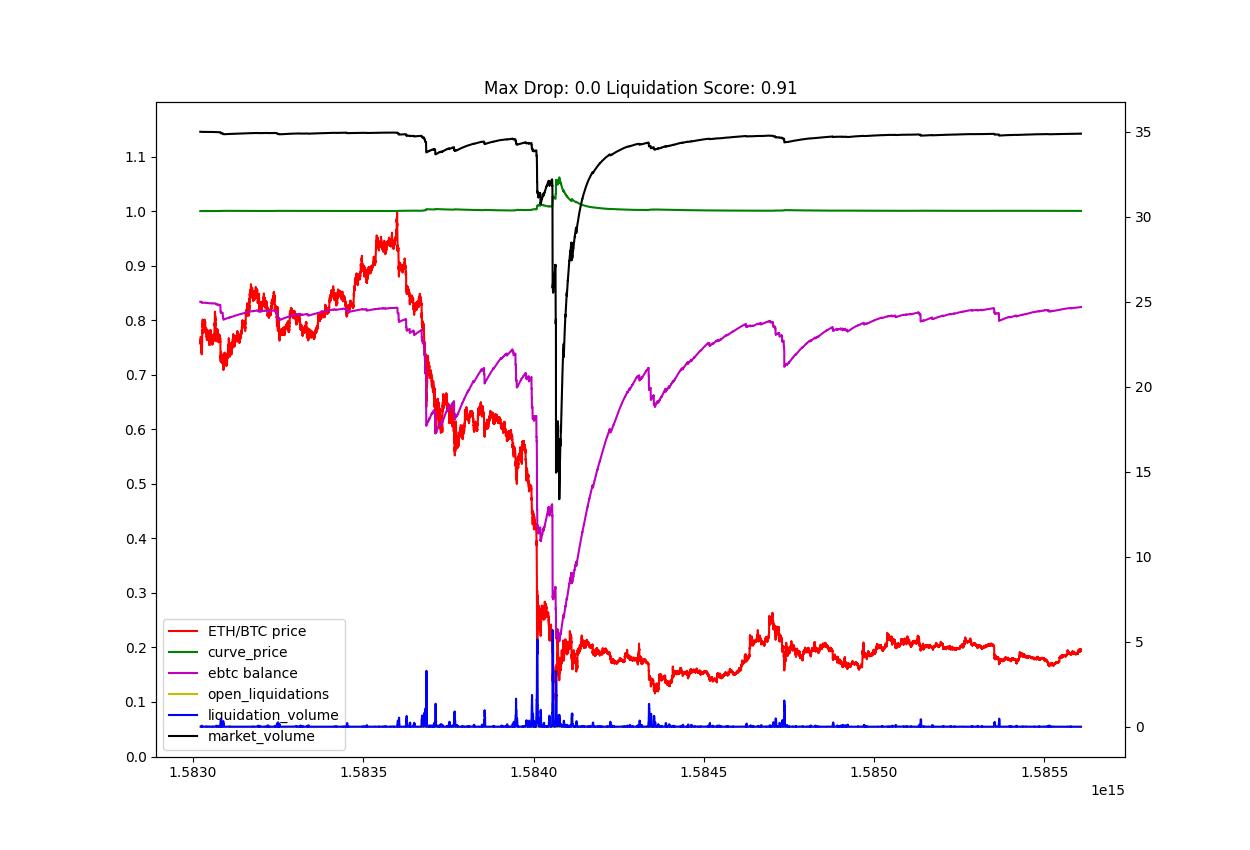 Max Drop: 0.0 Liquidation Score: 0.91
1.1
1.0
0.9
0.8
0.7
0.6
0.5
0.4
0.3
0.2
0.1
0.0
35
30
25
20
15
10
5
0
ETH/BTC price
curve_price
ebtc balance
open_liquidations
liquidation_volume
market_volume
1.5830 1.5835 1.5840 1.5845 1.5850 1.5855
1e15